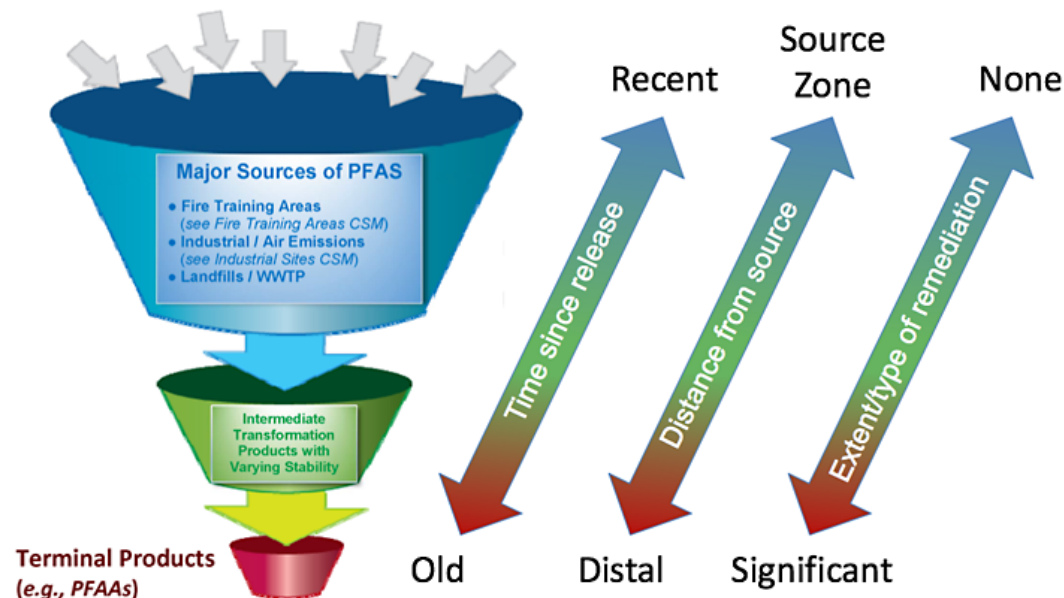 Major Sources of PFAS
● Fire Training Areas
(see Fire Training Areas CSM)
● Industrial / Air Emissions
(see Industrial Sites CSM)
● Landfills / WWTP
Intermediate
Transformation
Products with
Varying Stability
Terminal Products
(e.g., PFAAs)
Recent
Source
Zone
None
Time since release
Distance from source
Extent/type of remediation
Old
Distal
Significant